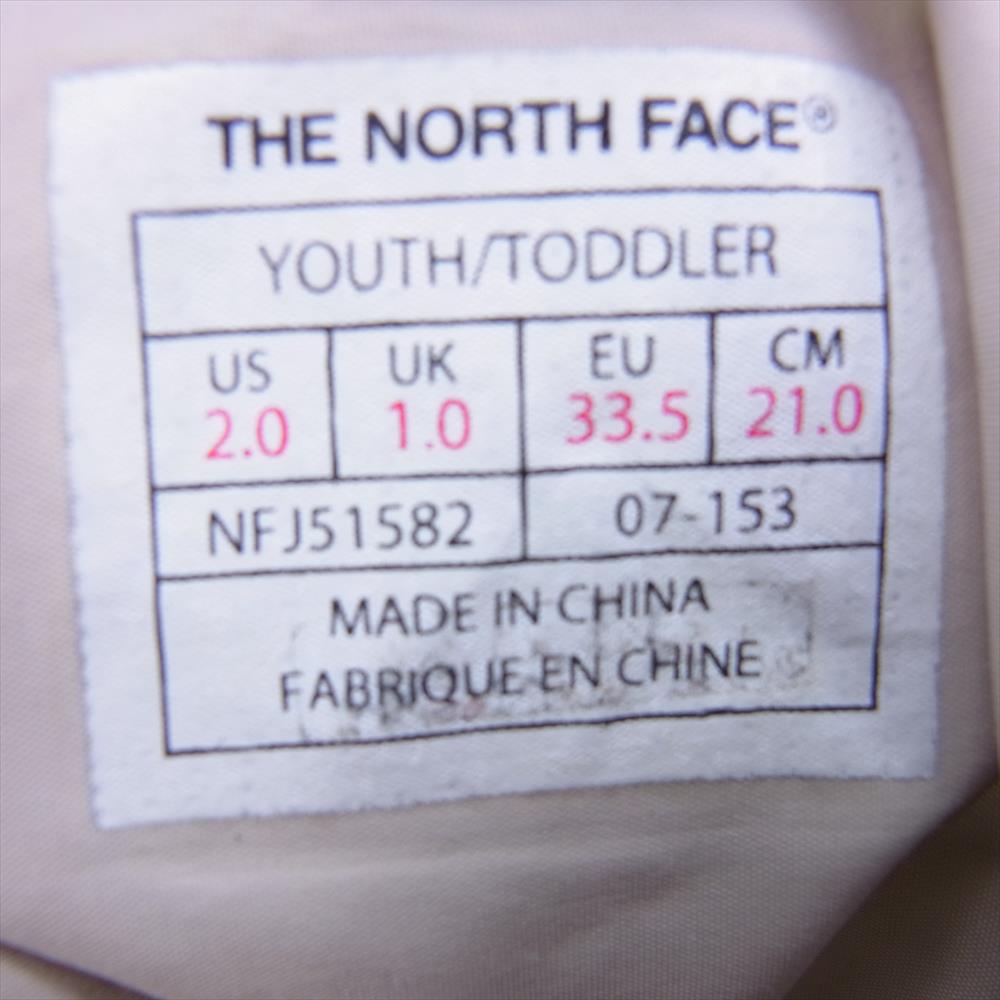 THE NORTH FACE®
YOUTH/TODDLER
US UK EU CM
2.0 1.0 33.5 21.0
NFJ51582 07-153
MADE IN CHINA
FABRIQUE EN CHINE